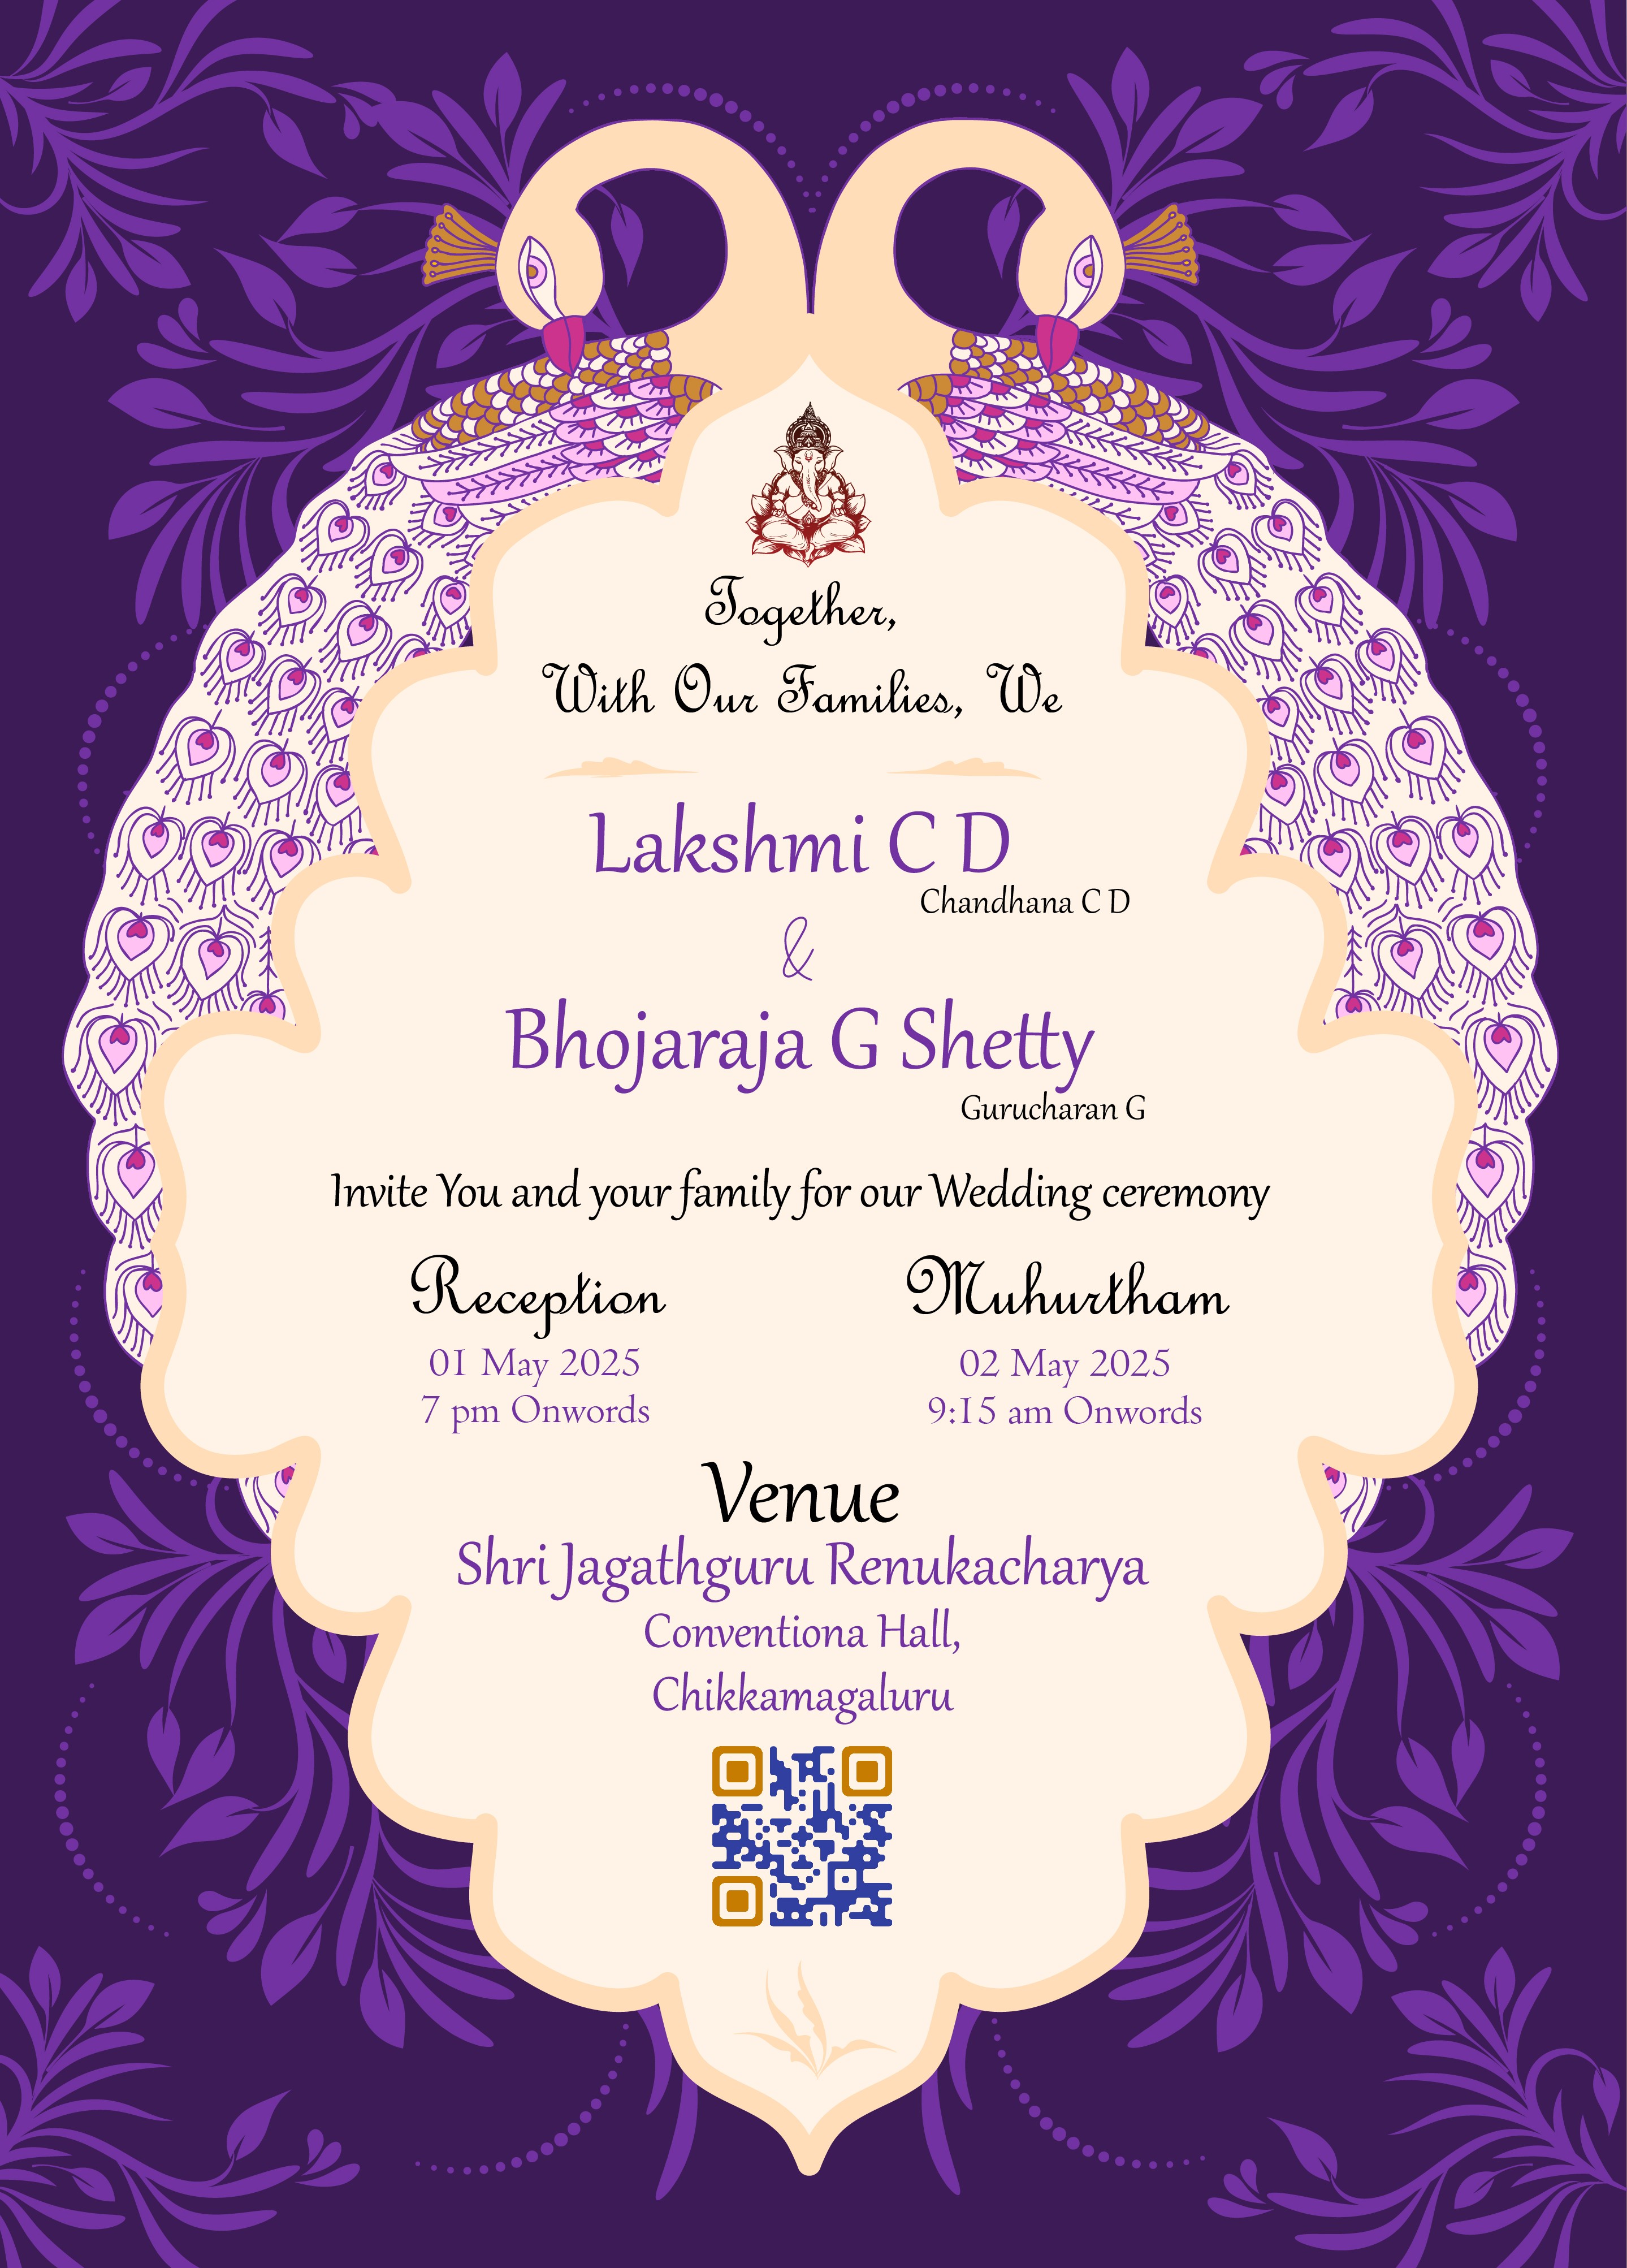 Together,
With Our Families, We
Lakshmi C D
Chandhana C D
&
Bhojaraja G Shetty
Gurucharan G
Invite You and your family for our Wedding ceremony
Reception
01 May 2025
7 pm Onwords
Muhurtham
02 May 2025
9:15 am Onwords
Venue
Shri Jagathguru Renukacharya
Conventiona Hall,
Chikkamagaluru